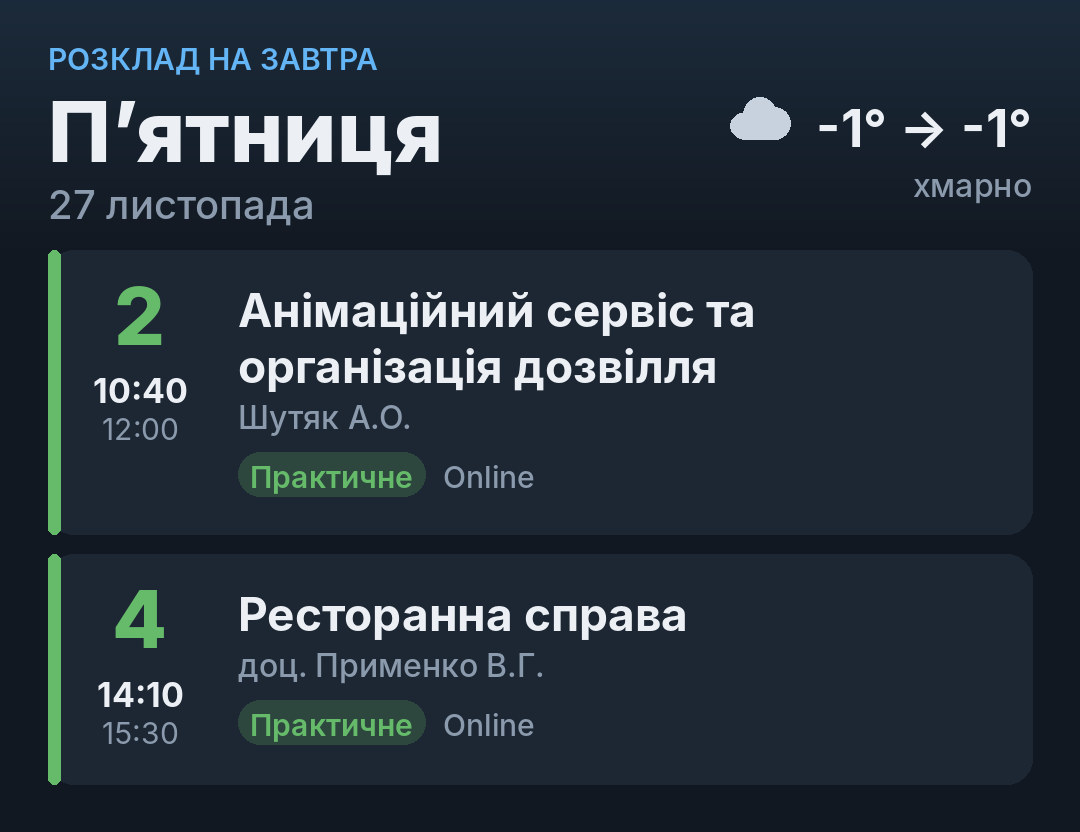 РОЗКЛАД НА ЗАВТРА
Пʼятниця
27 листопада
-1° → -1°
хмарно
2
10:40
12:00
Анімаційний сервіс та
організація дозвілля
Шутяк А.О.
Практичне Online
4
14:10
15:30
Ресторанна справа
доц. Применко В.Г.
Практичне Online